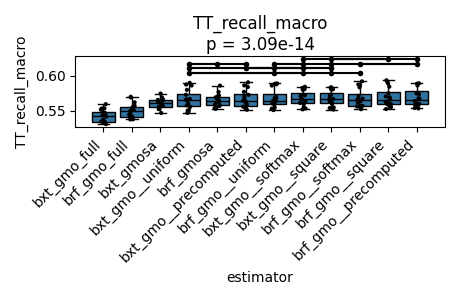 TT_recall_macro
p = 3.09e-14
TT_recall_macro
0.60
0.55
bxt_gmo_full
brf_gmo_full
bxt_gmosa
bxt_gmo__uniform
brf_gmosa
bxt_gmo__precomputed
brf_gmo__uniform
bxt_gmo__softmax
bxt_gmo__square
brf_gmo__softmax
brf_gmo__square
brf_gmo__precomputed
estimator